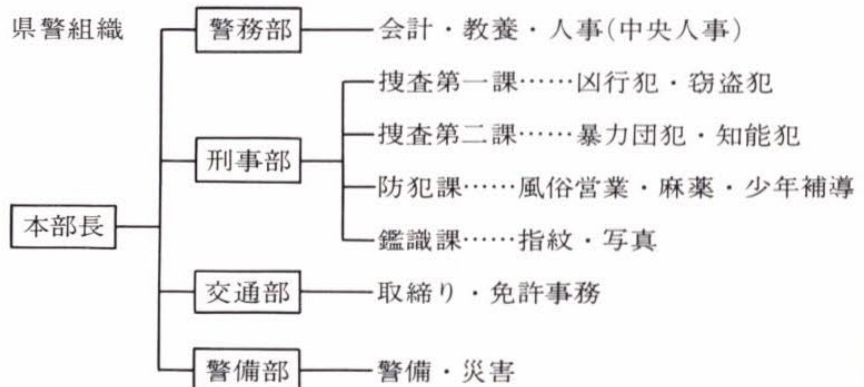 県警組織
警務部 会計・教養・人事(中央人事)
捜査第一課……凶行犯・窃盗犯
捜査第二課……暴力団犯・知能犯
刑事部
防犯課……風俗営業・麻薬・少年補導
本部長
鑑識課……指紋・写真
交通部 取締り・免許事務
警備部 警備・災害